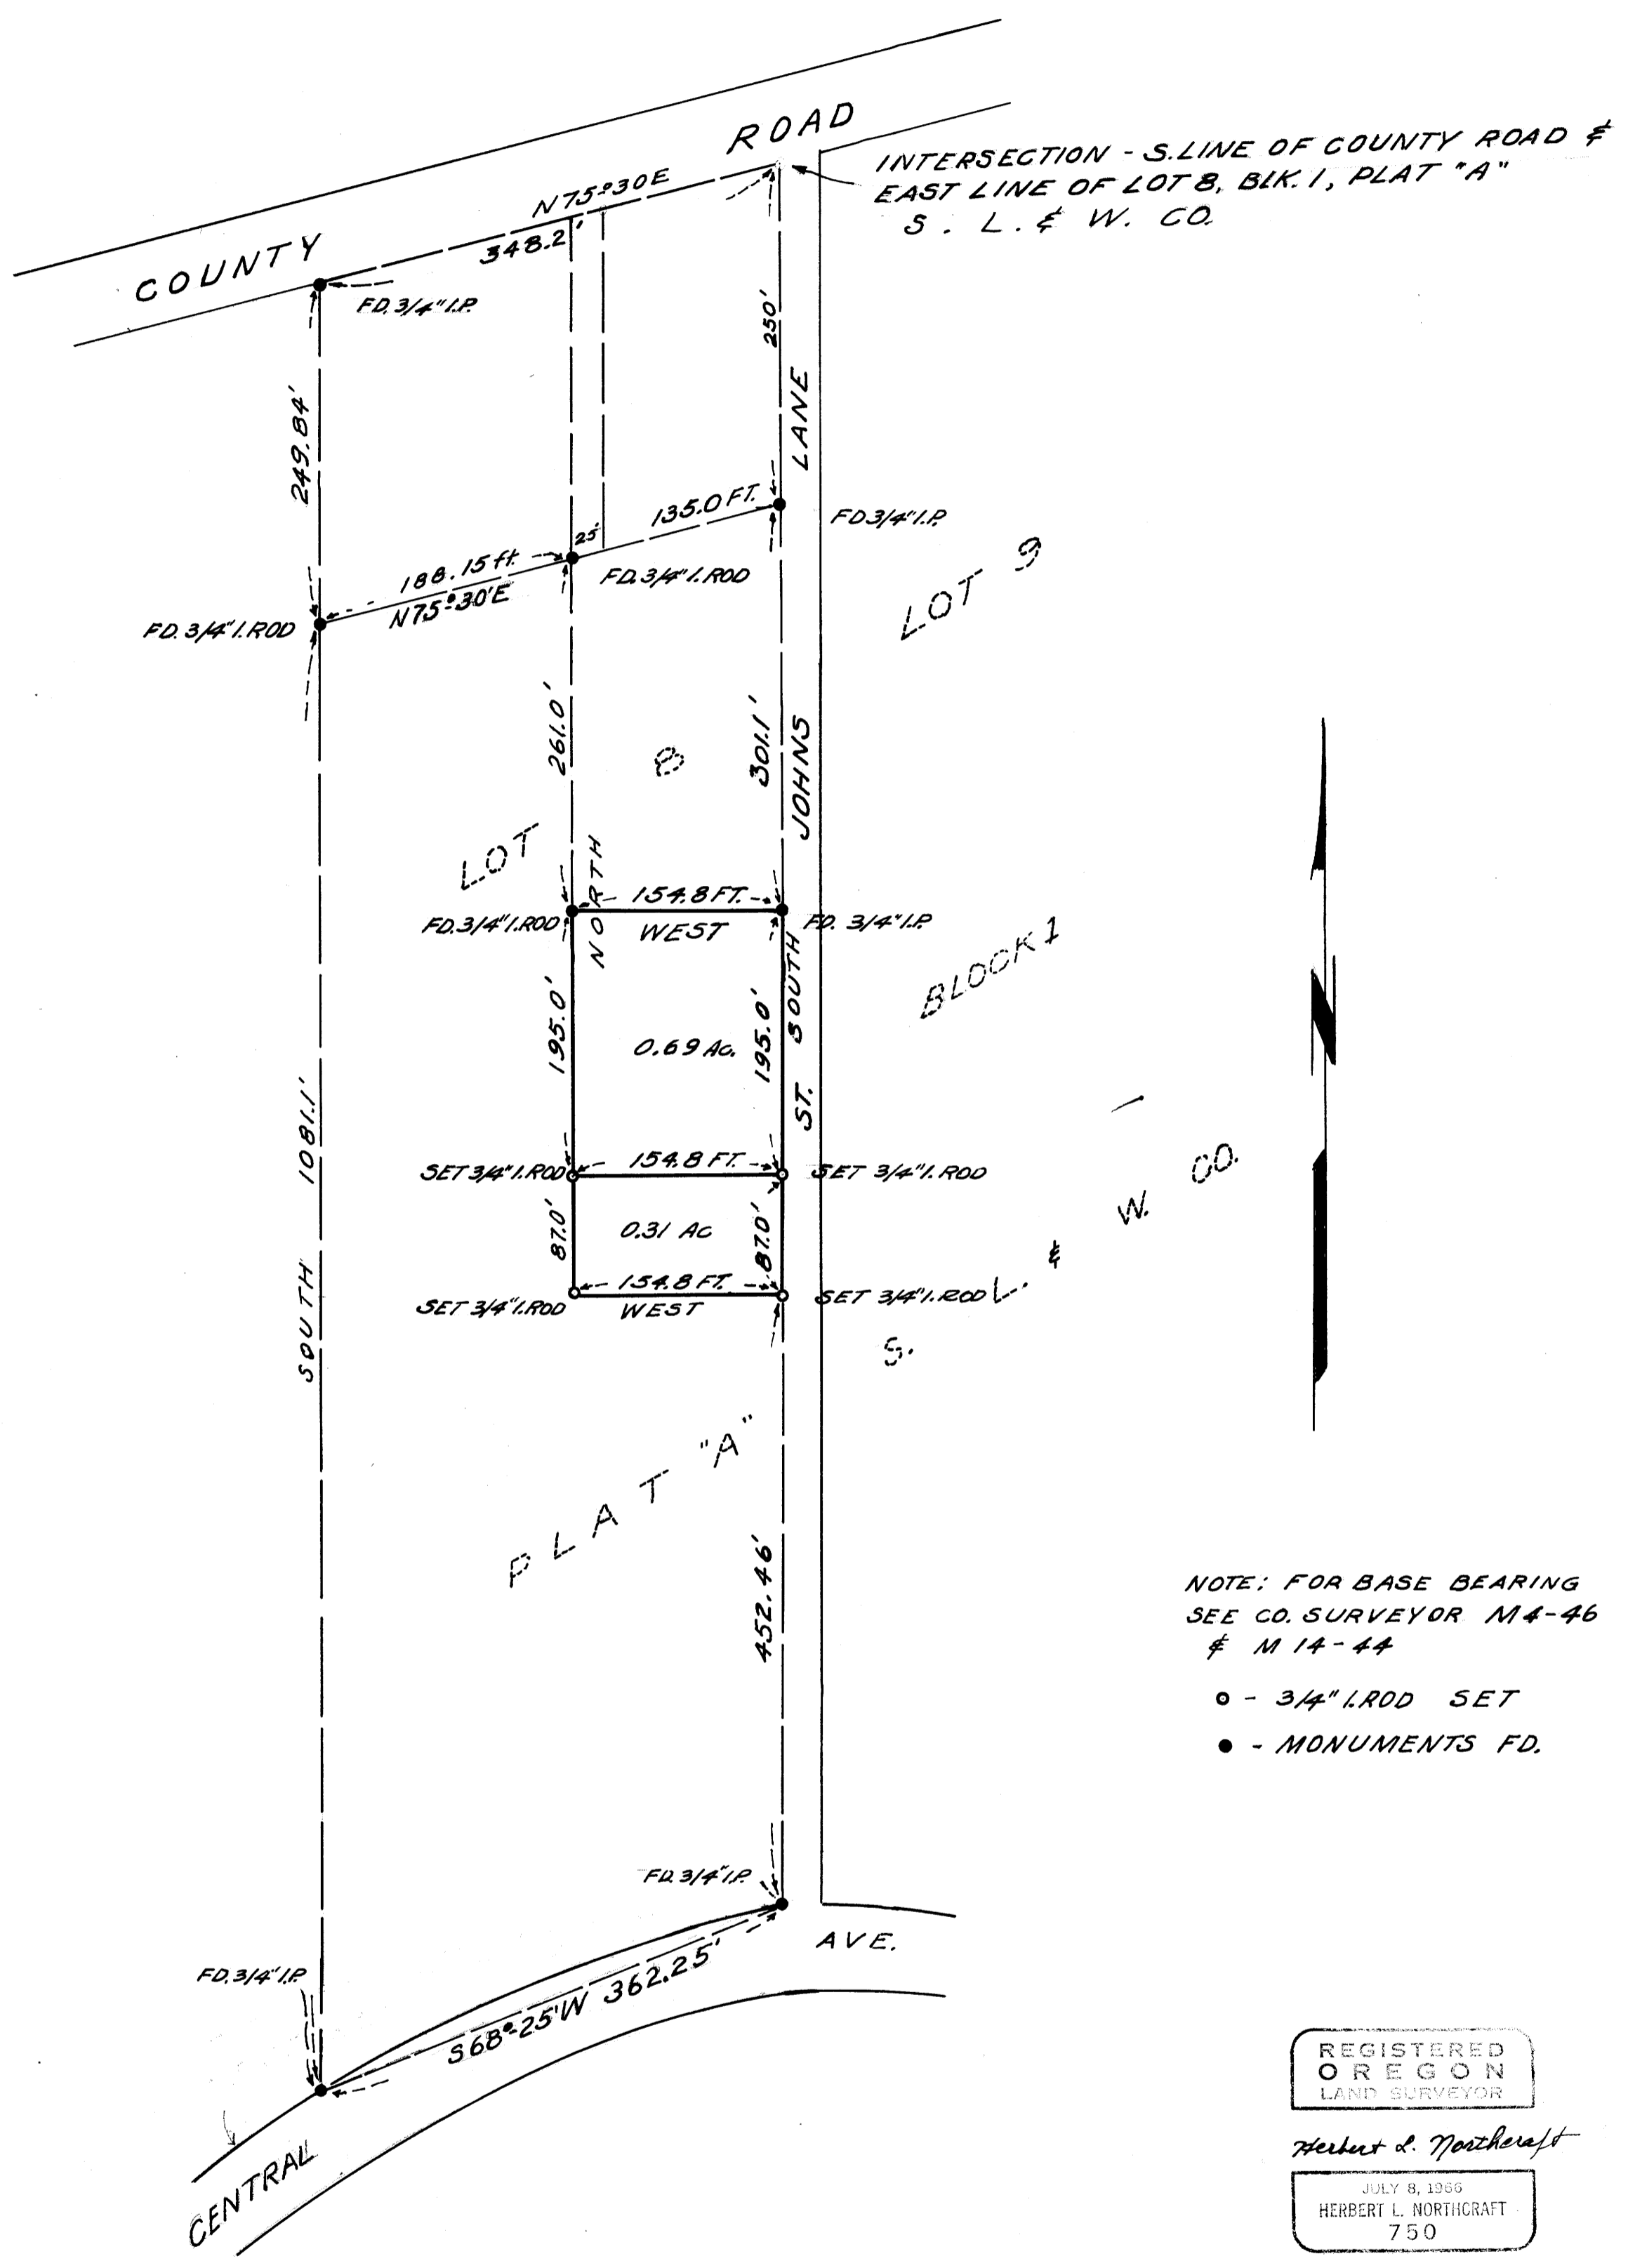 COUNTY ROAD
INTERSECTION - S. LINE OF COUNTY ROAD &
EAST LINE OF LOT 8, BlK. 1, PLAT "A"
S. L. & W. CO.
N75°30E
348.2'
FD. 3/4" I.P.
249.84'
250'
LANE
135.0 FT.
25'
FD 3/4" I.P.
188.15 ft.
N75°30'E
FD. 3/4" I. ROD
FD. 3/4" I. ROD
LOT 9
261.0'
301.1'
JOHNS
LOT 8
NORTH
154.8 FT.
WEST
FD. 3/4" I. ROD
FD. 3/4" I.P.
SOUTH
BLOCK 1
195.0'
0.69 Ac.
195.0'
ST.
SOUTH 1081.1'
SET 3/4" I. ROD
154.8 FT.
SET 3/4" I. ROD
87.0'
0.31 AC
87.0'
154.8 FT.
WEST
SET 3/4" I. ROD
SET 3/4" I. ROD
S. L. & W. CO.
PLAT "A"
452.46'
NOTE: FOR BASE BEARING
SEE CO. SURVEYOR M4-46
& M 14-44
- 3/4" I. ROD SET
- MONUMENTS FD.
FD. 3/4" I.P.
FD. 3/4" I.P.
S68°-25'W 362.25'
CENTRAL AVE.
REGISTERED
OREGON
LAND SURVEYOR
Herbert L. Northcraft
JULY 8, 1966
HERBERT L. NORTHCRAFT
750